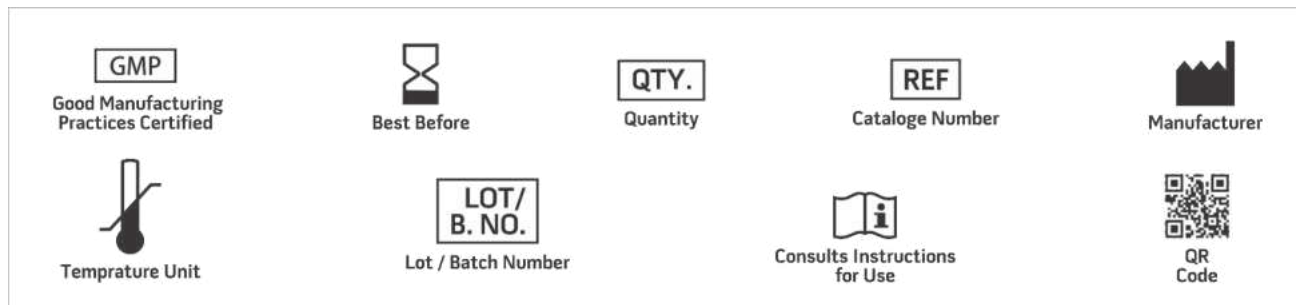 GMP
Good Manufacturing
Practices Certified
Best Before
QTY.
Quantity
REF
Cataloge Number
Manufacturer
Temprature Unit
LOT/
B. NO.
Lot / Batch Number
i
Consults Instructions
for Use
QR
Code